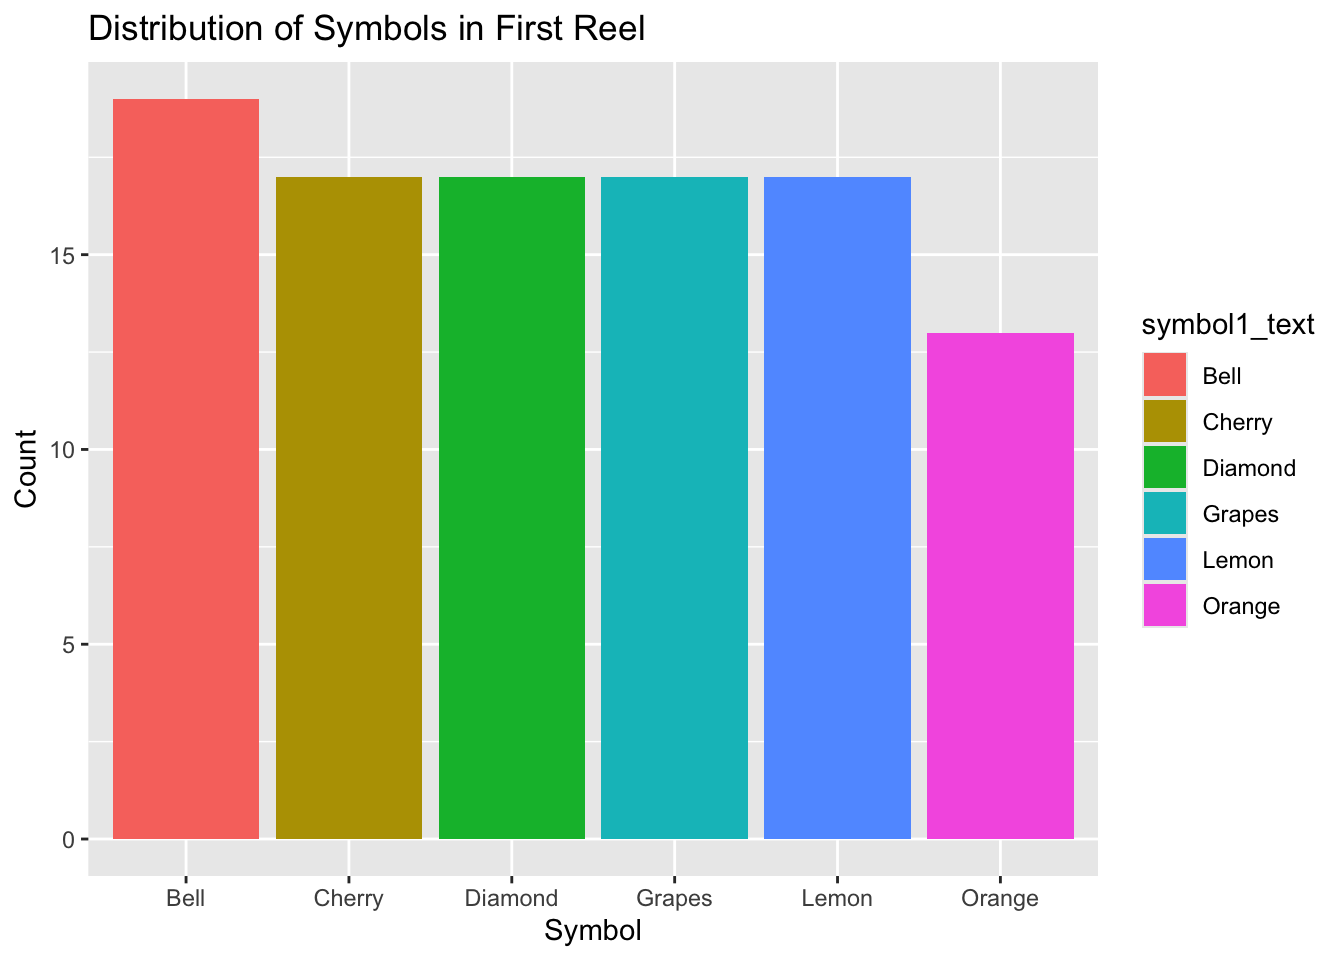 Distribution of Symbols in First Reel
Count
15
10
5
0
Bell Cherry Diamond Grapes Lemon Orange
Symbol
symbol1_text
Bell
Cherry
Diamond
Grapes
Lemon
Orange